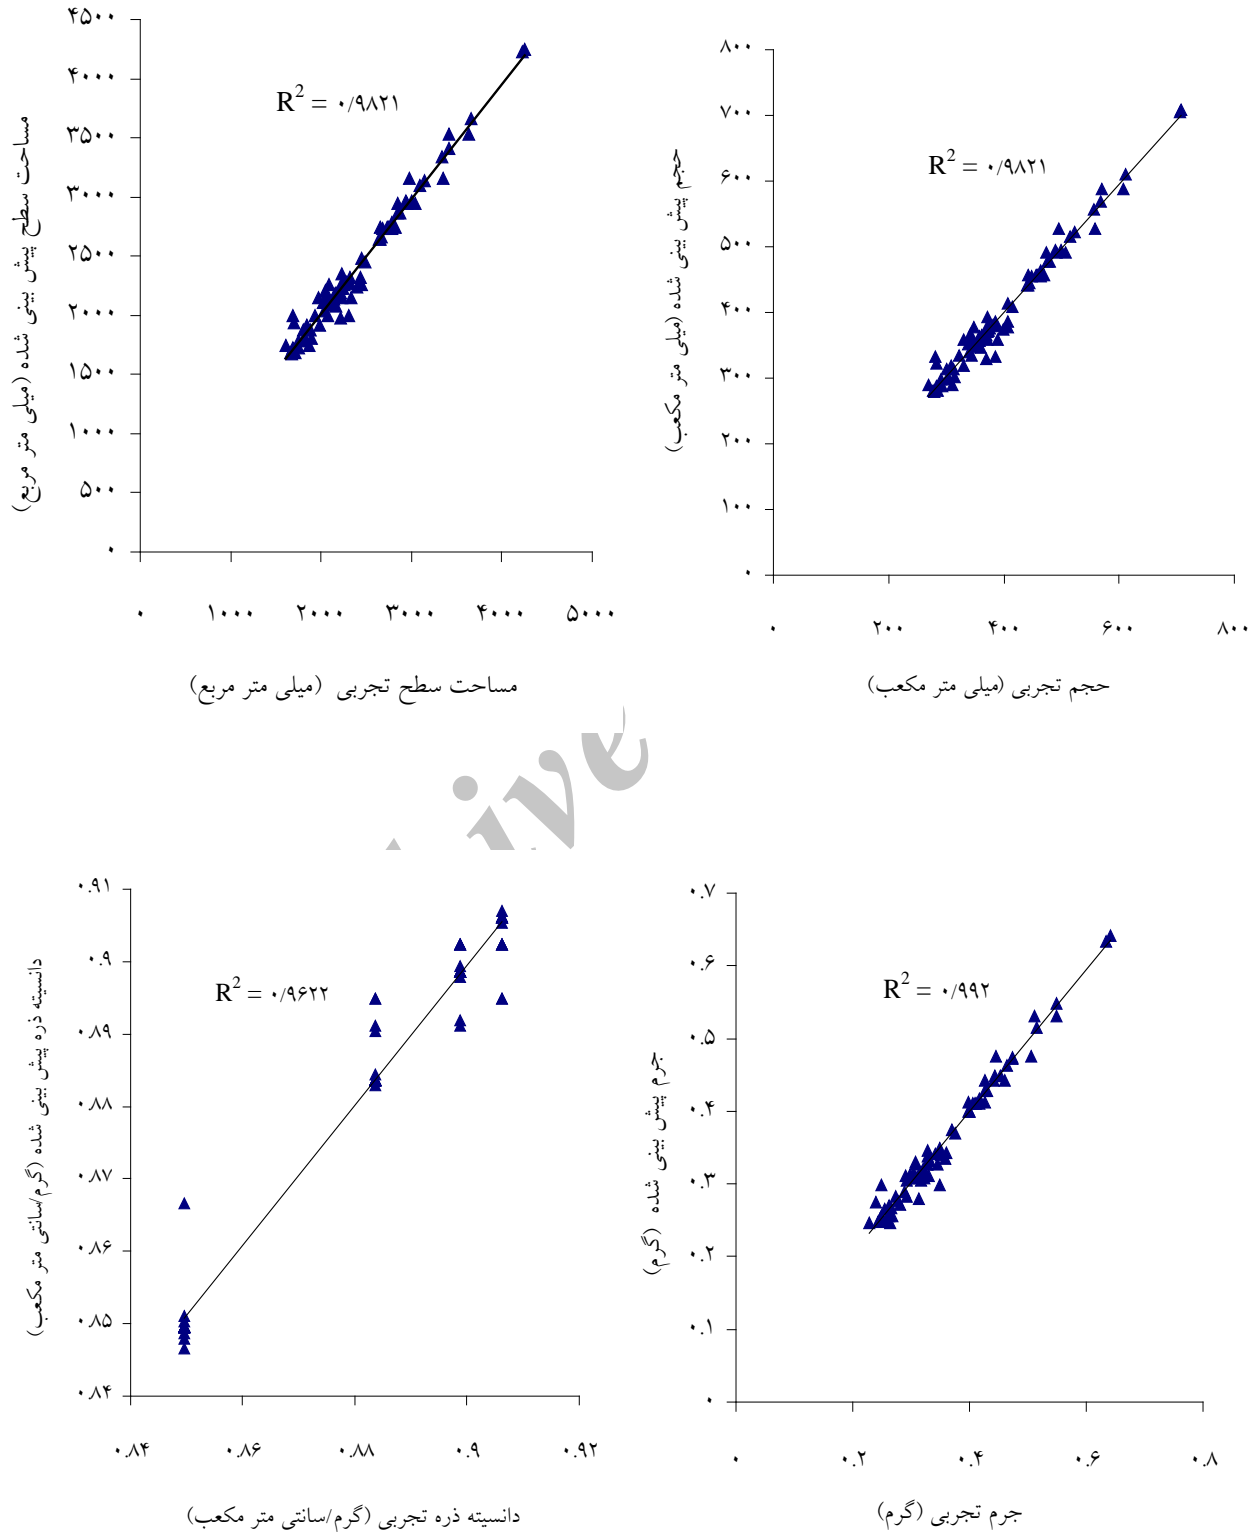 ۴۵۰۰
۴۰۰۰
۳۵۰۰
۳۰۰۰
۲۵۰۰
۲۰۰۰
۱۵۰۰
۱۰۰۰
۵۰۰
۰
R² = ۰/۹۸۲۱
مساحت سطح پیش بینی شده (میلی متر مربع)
۰ ۱۰۰۰ ۲۰۰۰ ۳۰۰۰ ۴۰۰۰ ۵۰۰۰
مساحت سطح تجربی (میلی متر مربع)
۸۰۰
۷۰۰
۶۰۰
۵۰۰
۴۰۰
۳۰۰
۲۰۰
۱۰۰
۰
R² = ۰/۹۸۲۱
حجم پیش بینی شده (میلی متر مکعب)
۰ ۲۰۰ ۴۰۰ ۶۰۰ ۸۰۰
حجم تجربی (میلی متر مکعب)
ive
۰.۹۱
۰.۹
۰.۸۹
۰.۸۸
۰.۸۷
۰.۸۶
۰.۸۵
۰.۸۴
R² = ۰/۹۶۲۲
دانسیته ذره پیش بینی شده (گرم/سانتی متر مکعب)
۰.۸۴ ۰.۸۶ ۰.۸۸ ۰.۹ ۰.۹۲
دانسیته ذره تجربی (گرم/سانتی متر مکعب)
۰.۷
۰.۶
۰.۵
۰.۴
۰.۳
۰.۲
۰.۱
۰
R² = ۰/۹۹۲
جرم پیش بینی شده (گرم)
۰ ۰.۲ ۰.۴ ۰.۶ ۰.۸
جرم تجربی (گرم)